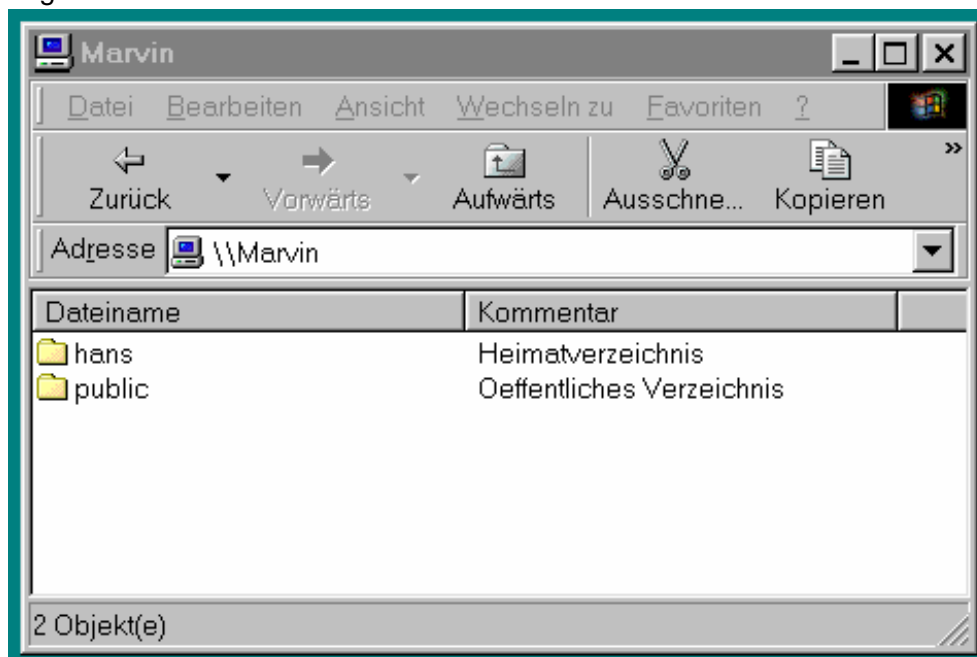 Marvin
Datei Bearbeiten Ansicht Wechseln zu Favoriten ?
Zurück Vorwärts Aufwärts Ausschne... Kopieren »
Adresse \\Marvin
Dateiname Kommentar
hans Heimatverzeichnis
public Oeffentliches Verzeichnis
2 Objekt(e)